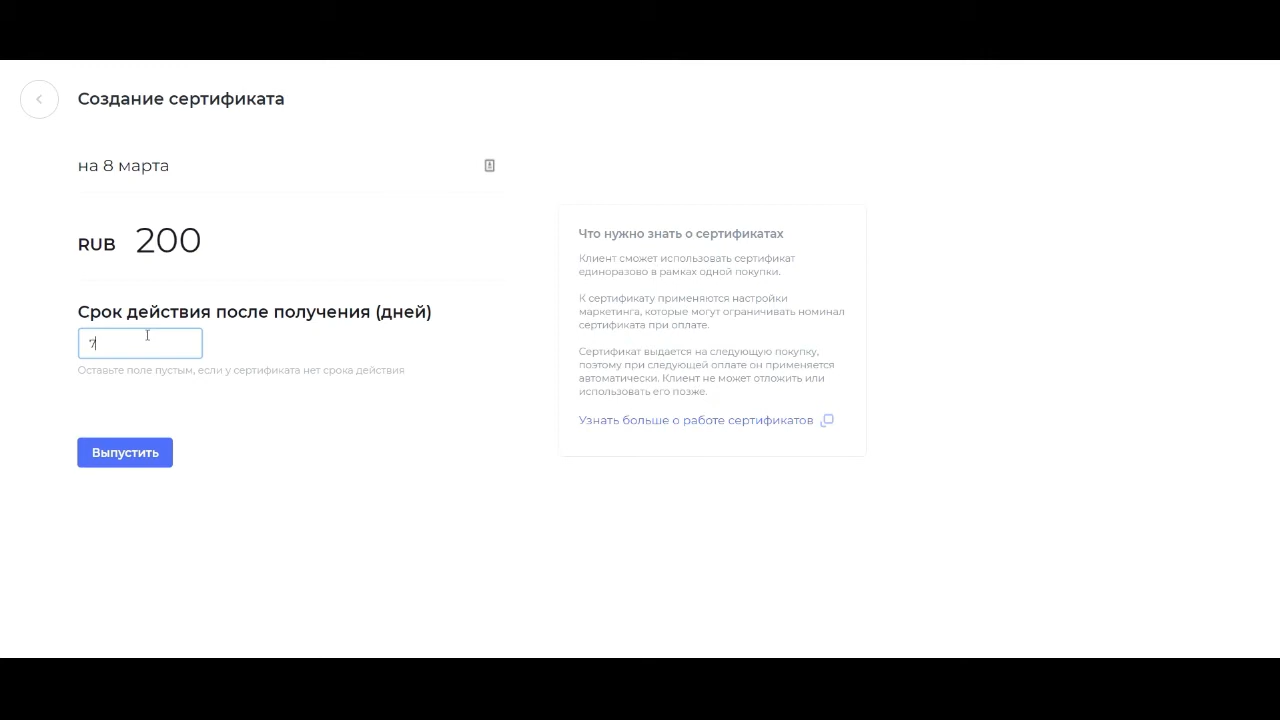 Создание сертификата
на 8 марта
RUB 200
Срок действия после получения (дней)
7
Оставьте поле пустым, если у сертификата нет срока действия
Выпустить
Что нужно знать о сертификатах
Клиент сможет использовать сертификат
единоразово в рамках одной покупки.
К сертификату применяются настройки
маркетинга, которые могут ограничивать номинал
сертификата при оплате.
Сертификат выдается на следующую покупку,
поэтому при следующей оплате он применяется
автоматически. Клиент не может отложить или
использовать его позже.
Узнать больше о работе сертификатов